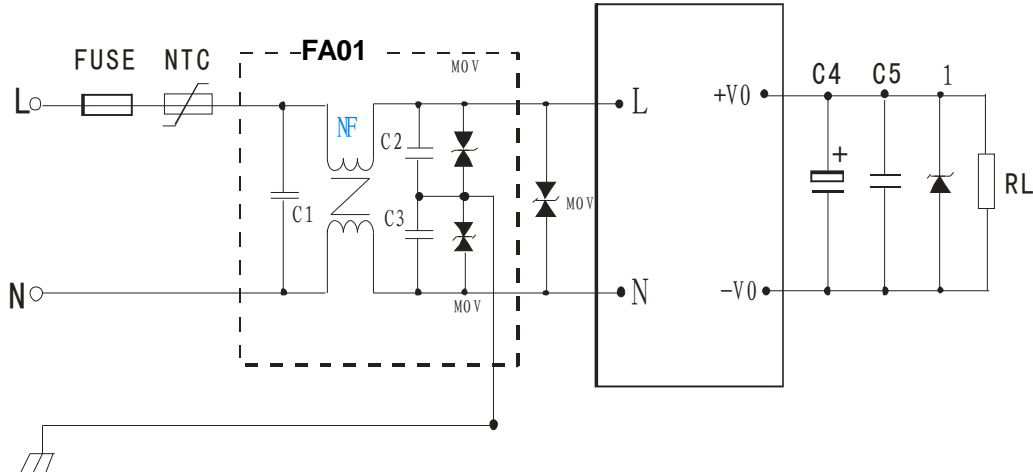 FA01
FUSE NTC
MOV
L
NF
C2
C1
C3
MOV
MOV
N
L
N
+V0
-V0
C4 C5 1
+
RL